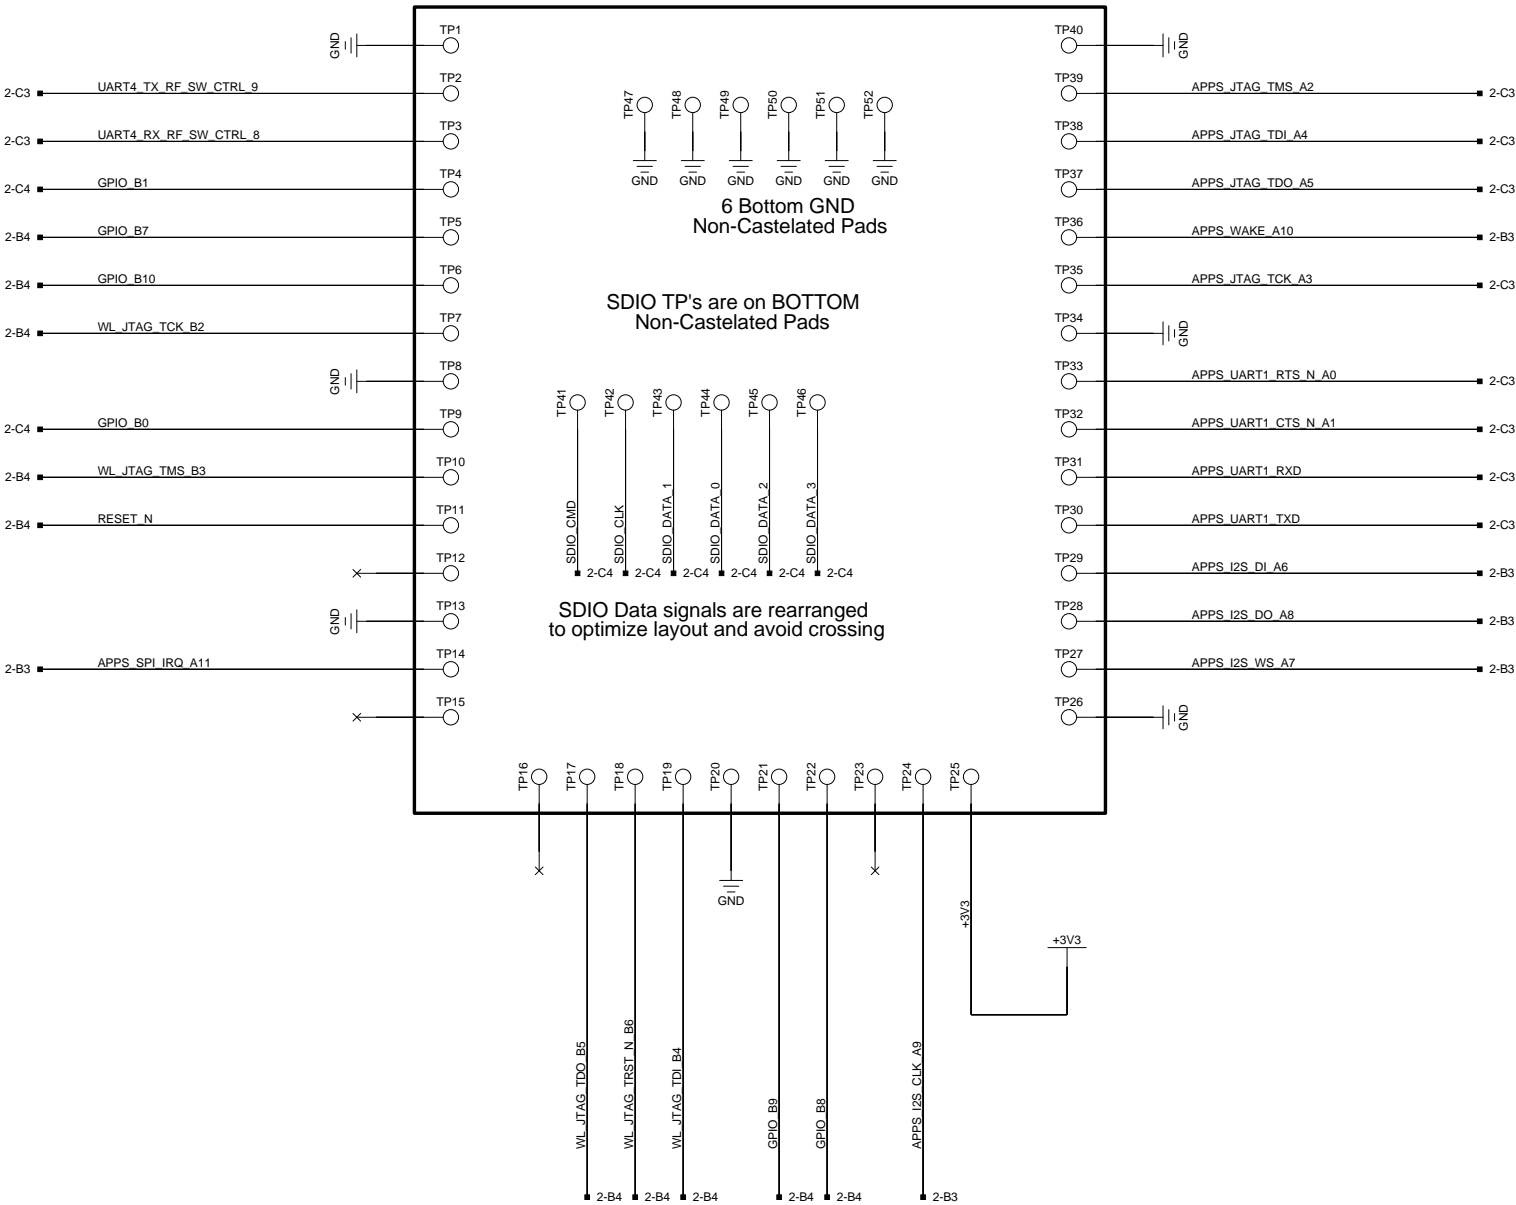 TP1
GND
TP40
GND
2-C3 UART4_TX_RF_SW_CTRL_9 TP2
TP39 APPS_JTAG_TMS_A2 2-C3
TP47 TP48 TP49 TP50 TP51 TP52
2-C3 UART4_RX_RF_SW_CTRL_8 TP3
TP38 APPS_JTAG_TDI_A4 2-C3
GND GND GND GND GND GND
2-C4 GPIO_B1 TP4
TP37 APPS_JTAG_TDO_A5 2-C3
6 Bottom GND
Non-Castelated Pads
2-B4 GPIO_B7 TP5
TP36 APPS_WAKE_A10 2-B3
2-B4 GPIO_B10 TP6
TP35 APPS_JTAG_TCK_A3 2-C3
SDIO TP's are on BOTTOM
Non-Castelated Pads
2-B4 WL_JTAG_TCK_B2 TP7
TP34 GND
GND TP8
TP33 APPS_UART1_RTS_N_A0 2-C3
TP41 TP42 TP43 TP44 TP45 TP46
2-C4 GPIO_B0 TP9
TP32 APPS_UART1_CTS_N_A1 2-C3
2-B4 WL_JTAG_TMS_B3 TP10
TP31 APPS_UART1_RXD 2-C3
2-B4 RESET_N TP11
TP30 APPS_UART1_TXD 2-C3
SDIO_CMD SDIO_CLK SDIO_DATA_1 SDIO_DATA_0 SDIO_DATA_2 SDIO_DATA_3
2-C4 2-C4 2-C4 2-C4 2-C4 2-C4
TP12
TP29 APPS_I2S_DI_A6 2-B3
SDIO Data signals are rearranged
to optimize layout and avoid crossing
GND TP13
TP28 APPS_I2S_DO_A8 2-B3
2-B3 APPS_SPI_IRQ_A11 TP14
TP27 APPS_I2S_WS_A7 2-B3
TP15
TP26 GND
TP16 TP17 TP18 TP19 TP20 TP21 TP22 TP23 TP24 TP25
GND
+3V3
+3V3
WL_JTAG_TDO_B5 WL_JTAG_TRST_N_B6 WL_JTAG_TDI_B4 GPIO_B9 GPIO_B8 APPS_I2S_CLK_A9
2-B4 2-B4 2-B4 2-B4 2-B4 2-B3